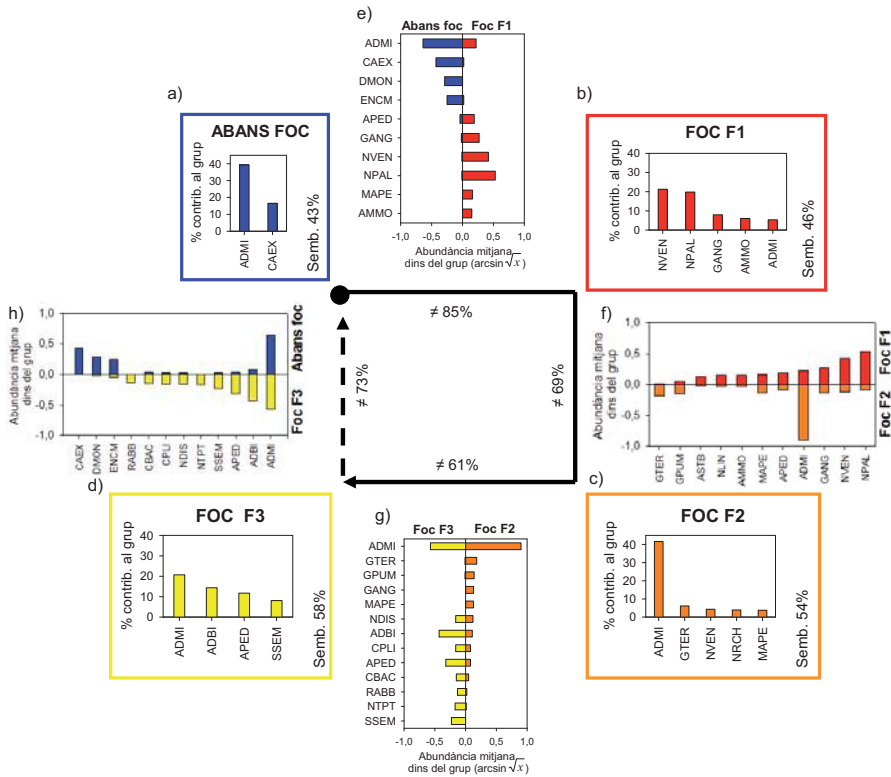 e)
Abans foc Foc F1
ADMI
CAEX
DMON
ENCM
APED
GANG
NVEN
NPAL
MAPE
AMMO
-1,0 -0,5 0,0 0,5 1,0
Abundància mitjana
dins del grup (arcsin √x)
a)
ABANS FOC
% contrib. al grup
40
30
20
10
0
ADMI CAEX
Semb. 43%
b)
FOC F1
% contrib. al grup
40
30
20
10
0
NVEN NPAL GANG AMMO ADMI
Semb. 46%
≠ 85%
≠ 69%
≠ 61%
≠ 73%
h)
Abundància mitjana
dins del grup
1,0
0,5
0,0
-0,5
-1,0
CAEX DMON ENCM RABB CBAC CPLI NDIS NTPT SSEM APED ADBI ADMI
Foc F3 Abans foc
f)
Abundància mitjana
dins del grup
1,0
0,5
0,0
-0,5
-1,0
GTER GPUM ASTB NLIN AMMO MAPE APED ADMI GANG NVEN NPAL
Foc F2 Foc F1
d)
FOC F3
% contrib. al grup
40
30
20
10
0
ADMI ADBI APED SSEM
Semb. 58%
g)
Foc F3 Foc F2
ADMI
GTER
GPUM
GANG
MAPE
NDIS
ADBI
CPLI
APED
CBAC
RABB
NTPT
SSEM
-1,0 -0,5 0,0 0,5 1,0
Abundància mitjana
dins del grup (arcsin √x)
c)
FOC F2
% contrib. al grup
40
30
20
10
0
ADMI GTER NVEN NRCH MAPE
Semb. 54%